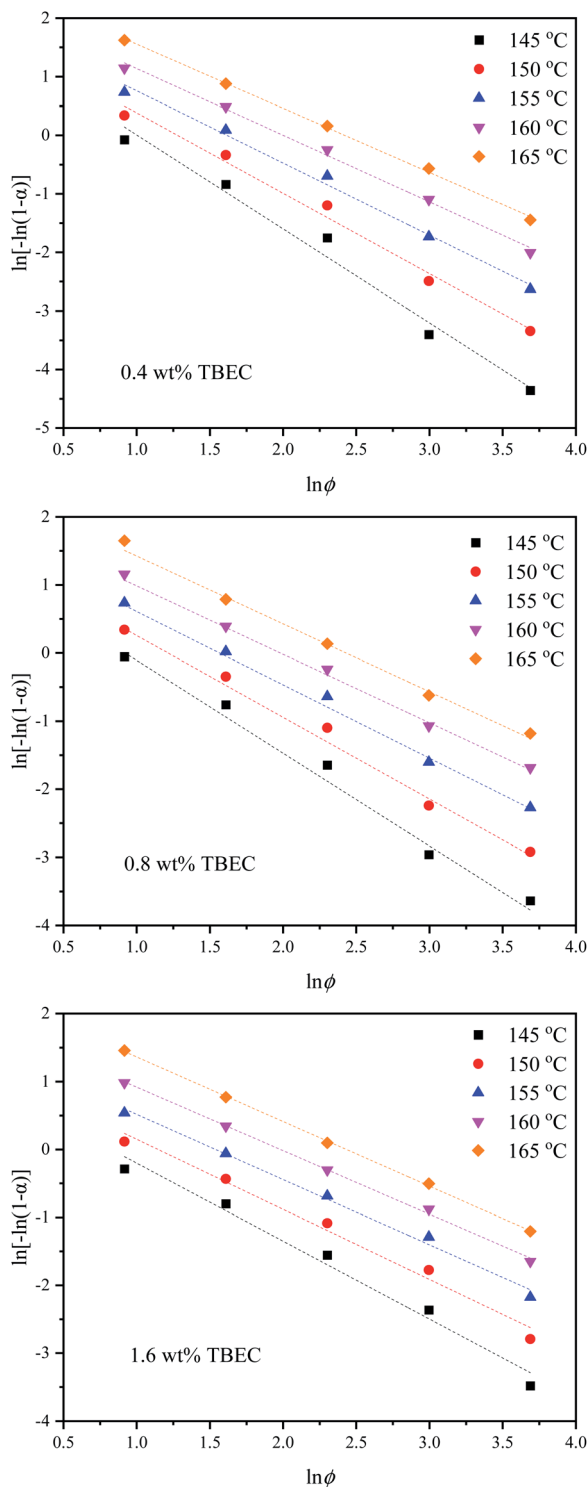 2
1
0
-1
-2
-3
-4
-5
ln[-ln(1-α)]
145 °C
150 °C
155 °C
160 °C
165 °C
0.4 wt% TBEC
0.5 1.0 1.5 2.0 2.5 3.0 3.5 4.0
lnϕ
2
1
0
-1
-2
-3
-4
ln[-ln(1-α)]
145 °C
150 °C
155 °C
160 °C
165 °C
0.8 wt% TBEC
0.5 1.0 1.5 2.0 2.5 3.0 3.5 4.0
lnϕ
2
1
0
-1
-2
-3
-4
ln[-ln(1-α)]
145 °C
150 °C
155 °C
160 °C
165 °C
1.6 wt% TBEC
0.5 1.0 1.5 2.0 2.5 3.0 3.5 4.0
lnϕ